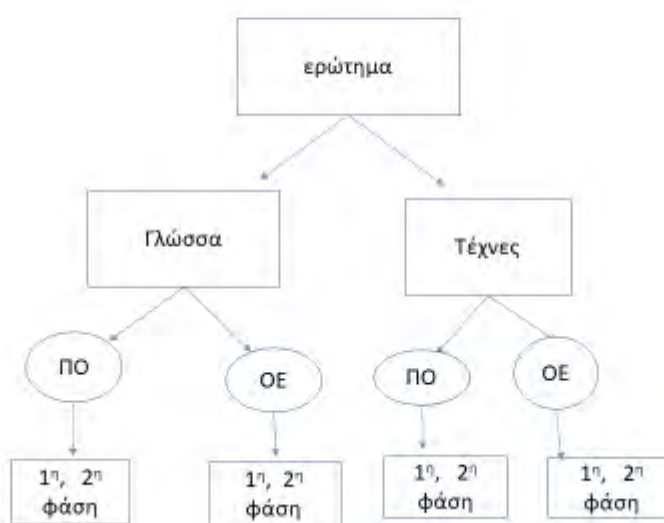 ερώτημα
Γλώσσα
Τέχνες
ΠΟ
ΟΕ
ΠΟ
ΟΕ
1η, 2η
φάση
1η, 2η
φάση
1η, 2η
φάση
1η, 2η
φάση